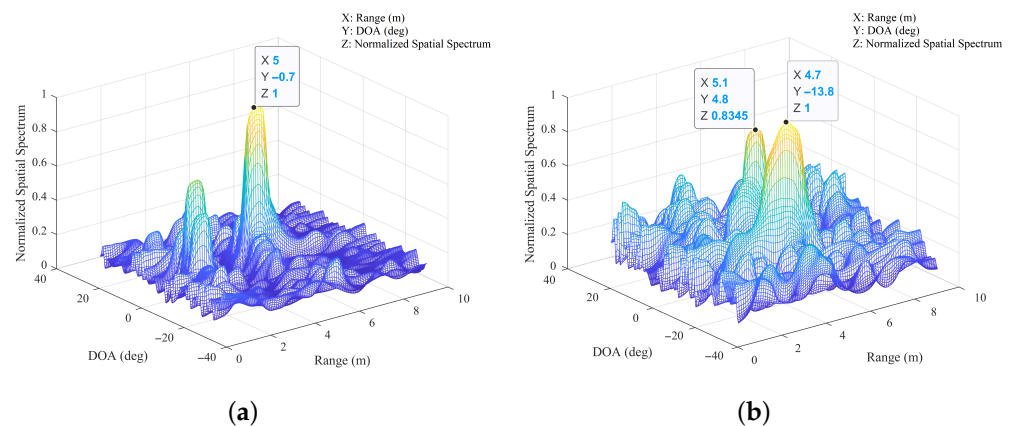 X: Range (m)
Y: DOA (deg)
Z: Normalized Spatial Spectrum
X 5
Y −0.7
Z 1
Normalized Spatial Spectrum
1
0.8
0.6
0.4
0.2
0
40
20
0
−20
−40
DOA (deg)
0
2
4
6
8
10
Range (m)
(a)
X: Range (m)
Y: DOA (deg)
Z: Normalized Spatial Spectrum
X 5.1
Y 4.8
Z 0.8345
X 4.7
Y −13.8
Z 1
Normalized Spatial Spectrum
1
0.8
0.6
0.4
0.2
0
40
20
0
−20
−40
DOA (deg)
0
2
4
6
8
10
Range (m)
(b)